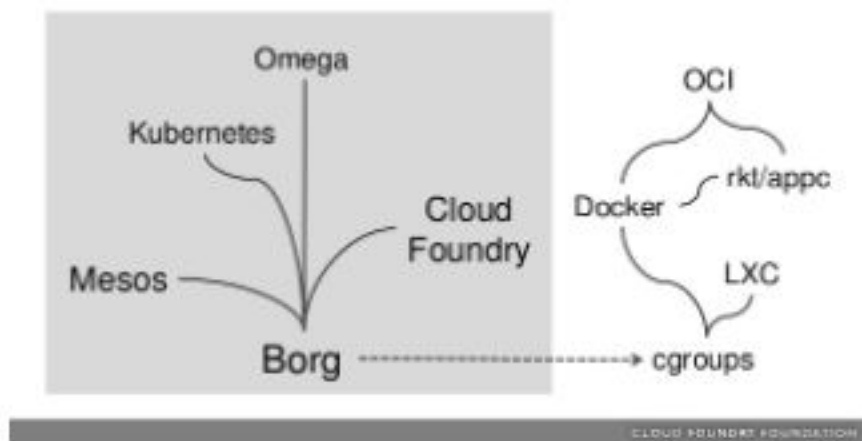 Omega
OCI
Kubernetes
rkt/appc
Docker
Cloud
Foundry
Mesos
LXC
Borg
cgroups
CLOUD FOUNDRY FOUNDATION